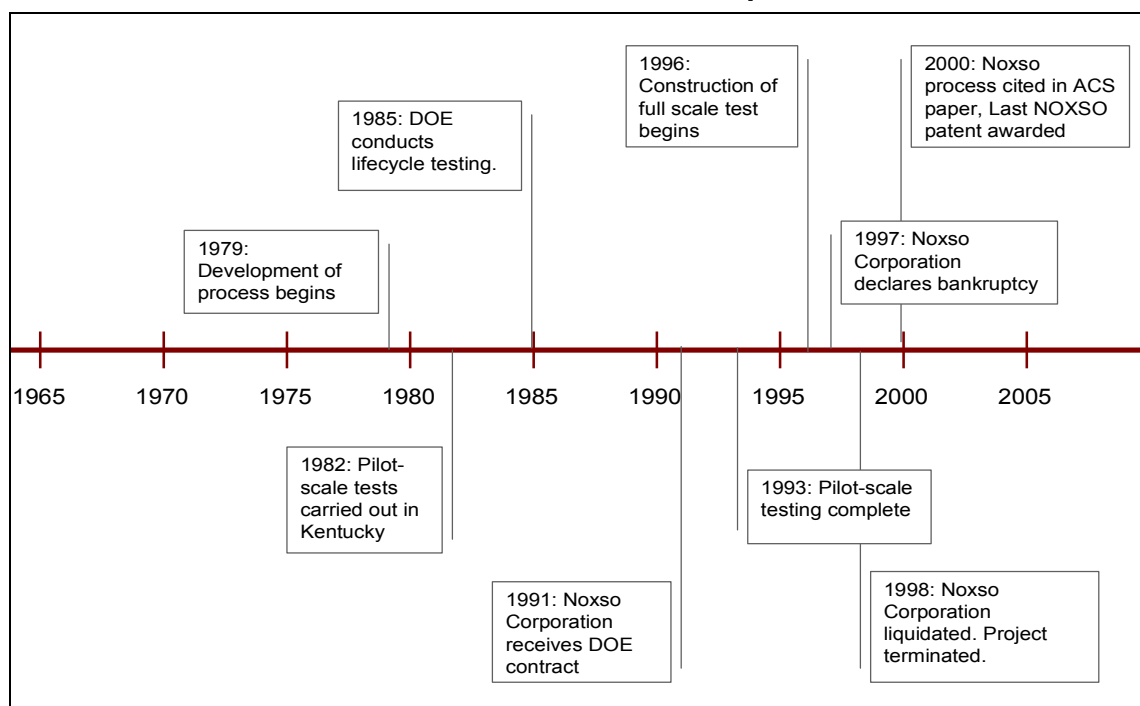 1996:
Construction of
full scale test
begins
2000: Noxso
process cited in ACS
paper, Last NOXSO
patent awarded
1985: DOE
conducts
lifecycle testing.
1979:
Development of
process begins
1997: Noxso
Corporation
declares bankruptcy
1965 1970 1975 1980 1985 1990 1995 2000 2005
1982: Pilot-
scale tests
carried out in
Kentucky
1993: Pilot-scale
testing complete
1991: Noxso
Corporation
receives DOE
contract
1998: Noxso
Corporation
liquidated. Project
terminated.